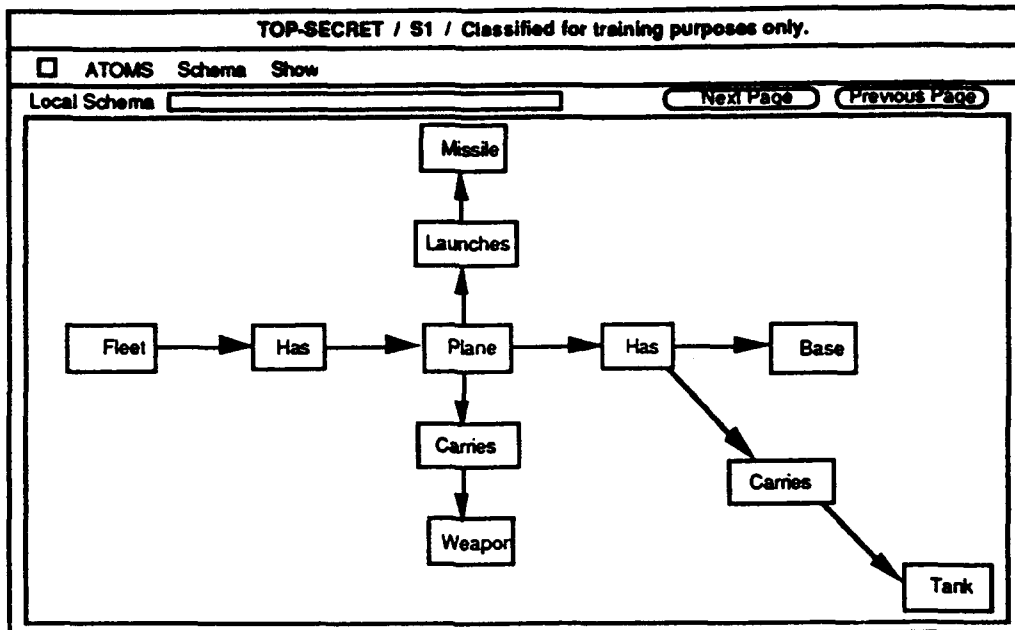 TOP-SECRET / S1 / Classified for training purposes only.
ATOMS Schema Show
Local Schema Next Page Previous Page
Missile
Launches
Fleet Has Plane Has Base
Carries
Carries
Weapon
Tank